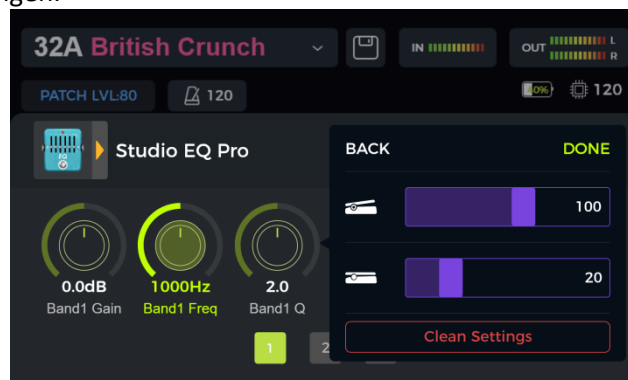 32A British Crunch
IN
OUT
L
R
PATCH LVL:80
120
40%
120
EQ
Studio EQ Pro
BACK
DONE
100
0.0dB
1000Hz
2.0
Band1 Gain
Band1 Freq
Band1 Q
20
1
2
Clean Settings